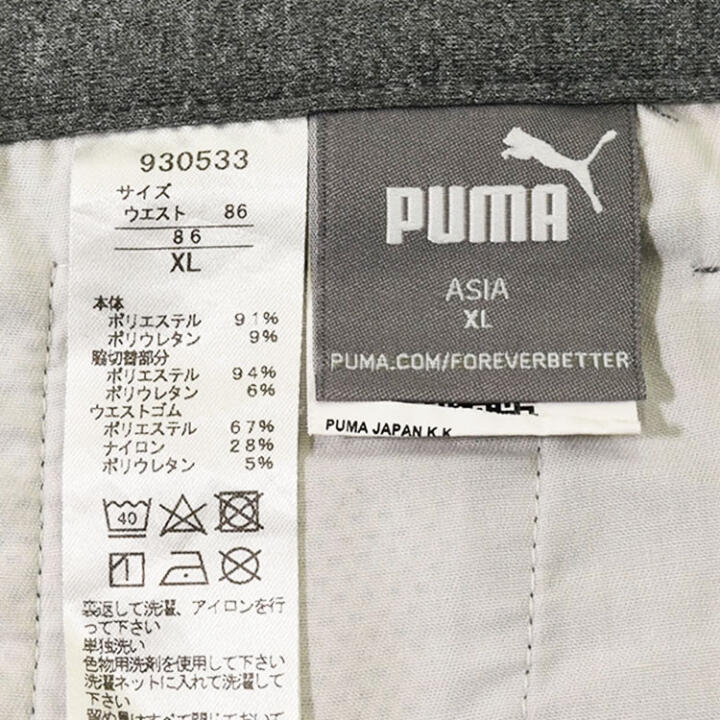 930533
サイズ
ウエスト 86
86
XL
本体
ポリエステル 91%
ポリウレタン 9%
脇切替部分
ポリエステル 94%
ポリウレタン 6%
ウエストゴム
ポリエステル 67%
ナイロン 28%
ポリウレタン 5%
40
裏返して洗濯、アイロンを行
って下さい
単独洗い
色物用洗剤を使用して下さい
洗濯ネットに入れて洗濯して
下さい
PUMA
ASIA
XL
PUMA.COM/FOREVERBETTER
PUMA JAPAN K.K.